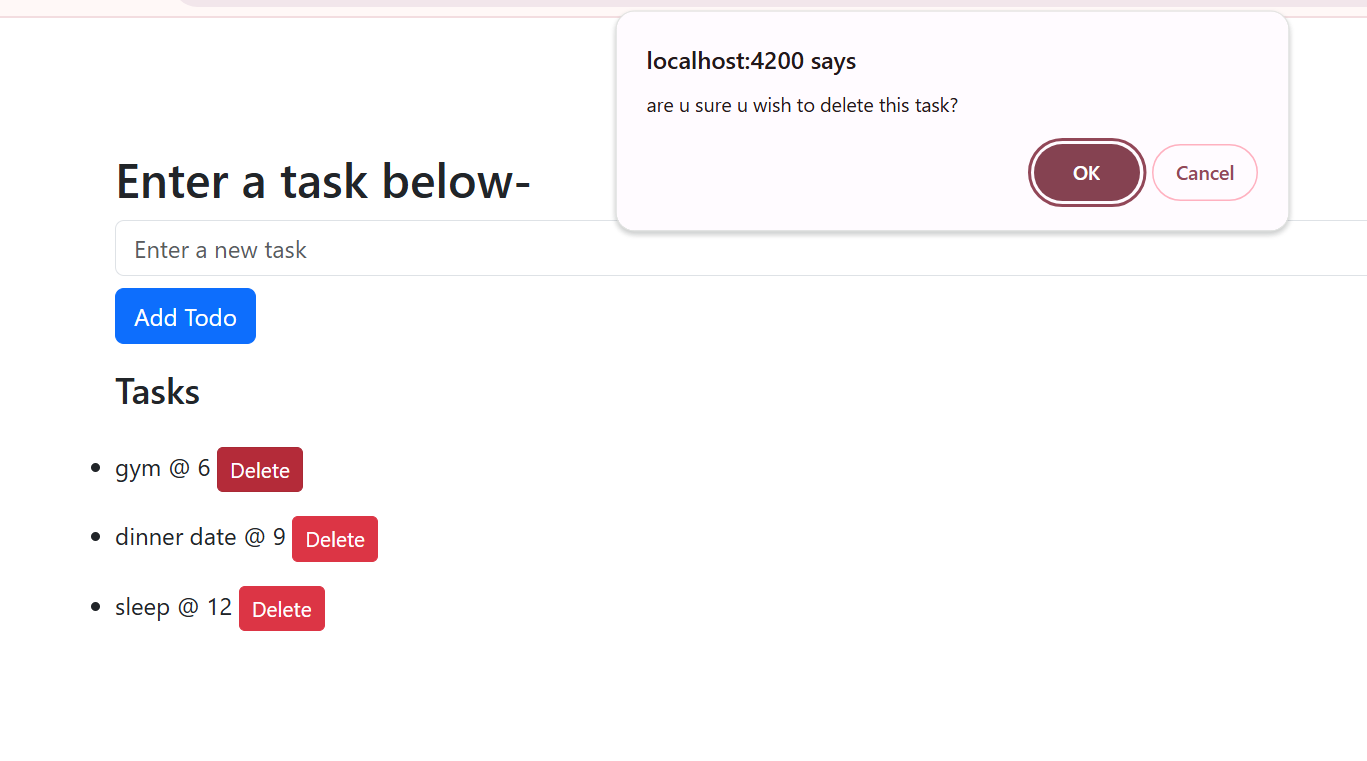 localhost:4200 says
are u sure u wish to delete this task?
OK
Cancel
Enter a task below-
Enter a new task
Add Todo
Tasks
gym @ 6 Delete
dinner date @ 9 Delete
sleep @ 12 Delete